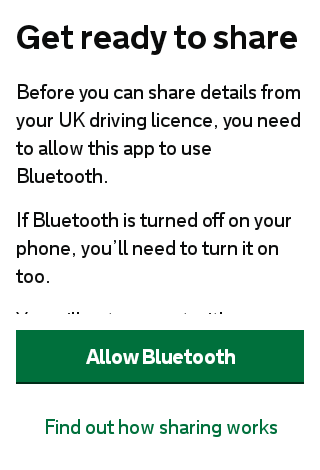 Get ready to share
Before you can share details from
your UK driving licence, you need
to allow this app to use
Bluetooth.
If Bluetooth is turned off on your
phone, you’ll need to turn it on
too.
Allow Bluetooth
Find out how sharing works